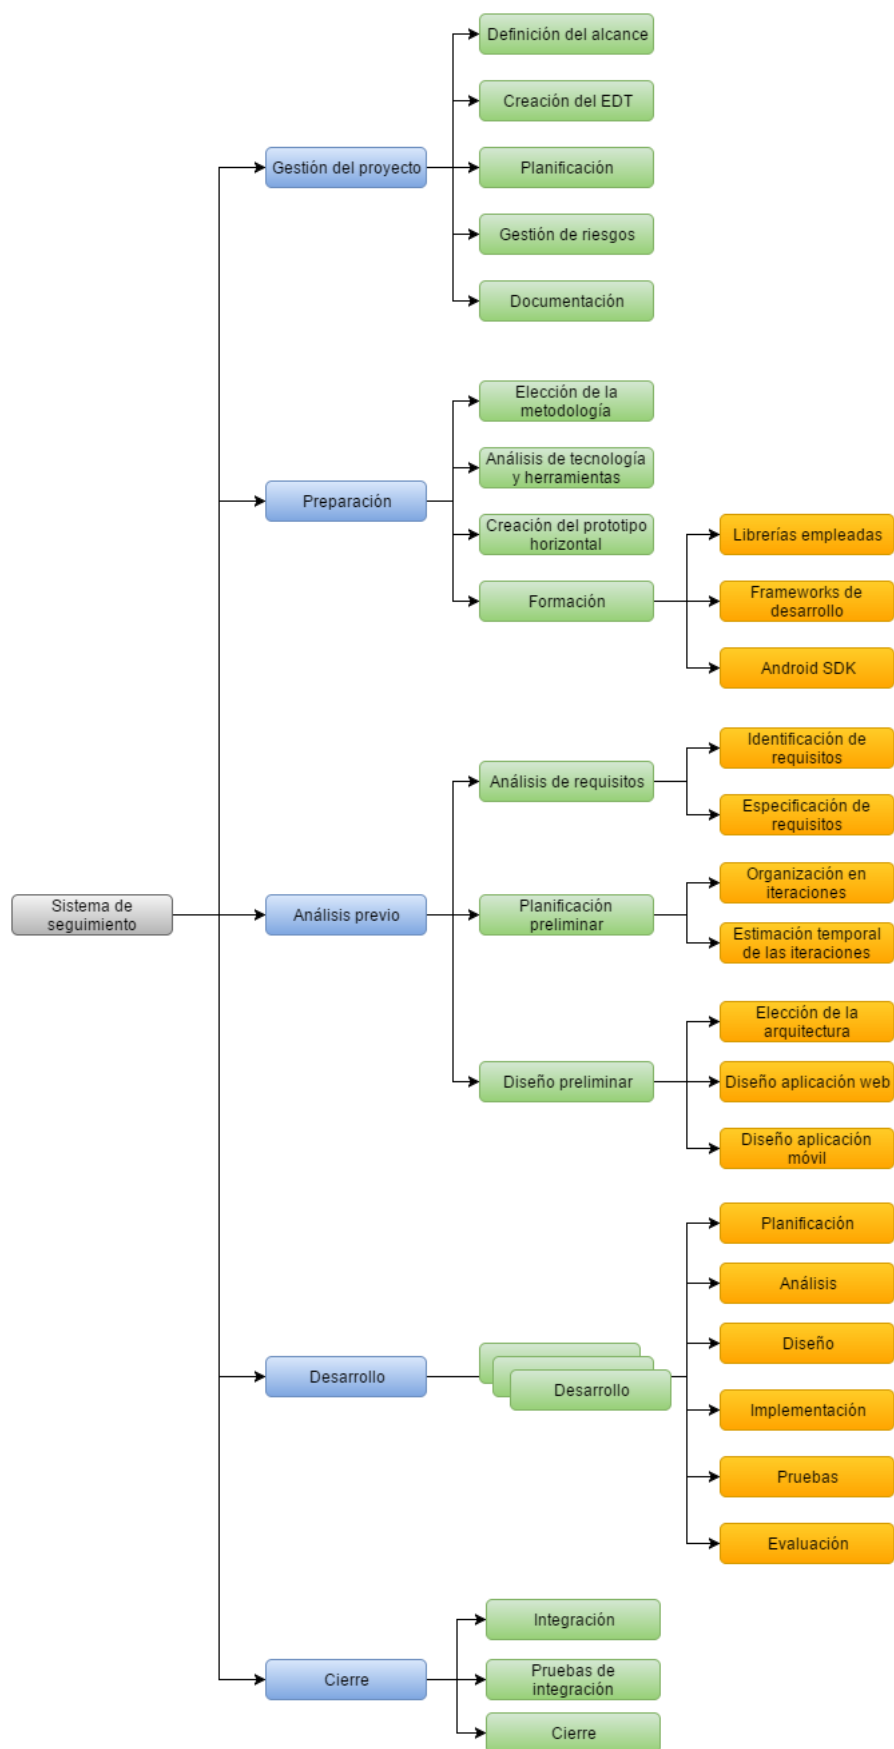 Sistema de
seguimiento
Gestión del proyecto
Definición del alcance
Creación del EDT
Planificación
Gestión de riesgos
Documentación
Preparación
Elección de la
metodología
Análisis de tecnología
y herramientas
Creación del prototipo
horizontal
Formación
Librerías empleadas
Frameworks de
desarrollo
Android SDK
Análisis previo
Análisis de requisitos
Identificación de
requisitos
Especificación de
requisitos
Planificación
preliminar
Organización en
iteraciones
Estimación temporal
de las iteraciones
Diseño preliminar
Elección de la
arquitectura
Diseño aplicación web
Diseño aplicación
móvil
Desarrollo
Desarrollo
Planificación
Análisis
Diseño
Implementación
Pruebas
Evaluación
Cierre
Integración
Pruebas de
integración
Cierre